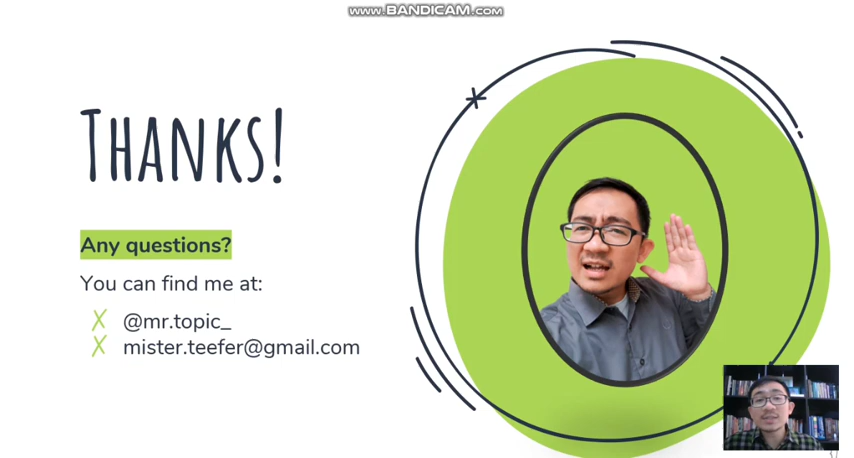 WWW.BANDICAM.COM
THANKS!
Any questions?
You can find me at:
@mr.topic_
mister.teefer@gmail.com